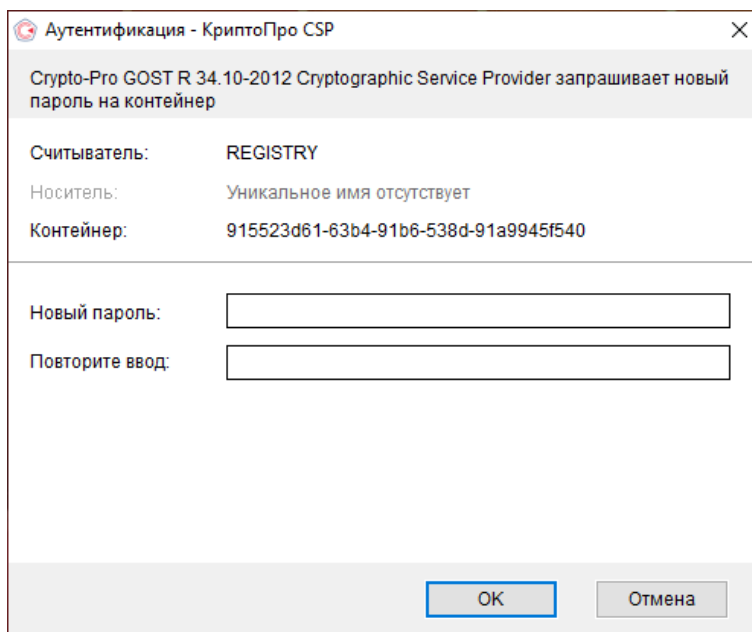 Аутентификация - КриптоПро CSP
Crypto-Pro GOST R 34.10-2012 Cryptographic Service Provider запрашивает новый
пароль на контейнер
Считыватель: REGISTRY
Носитель: Уникальное имя отсутствует
Контейнер: 915523d61-63b4-91b6-538d-91a9945f540
Новый пароль:
Повторите ввод:
OK Отмена